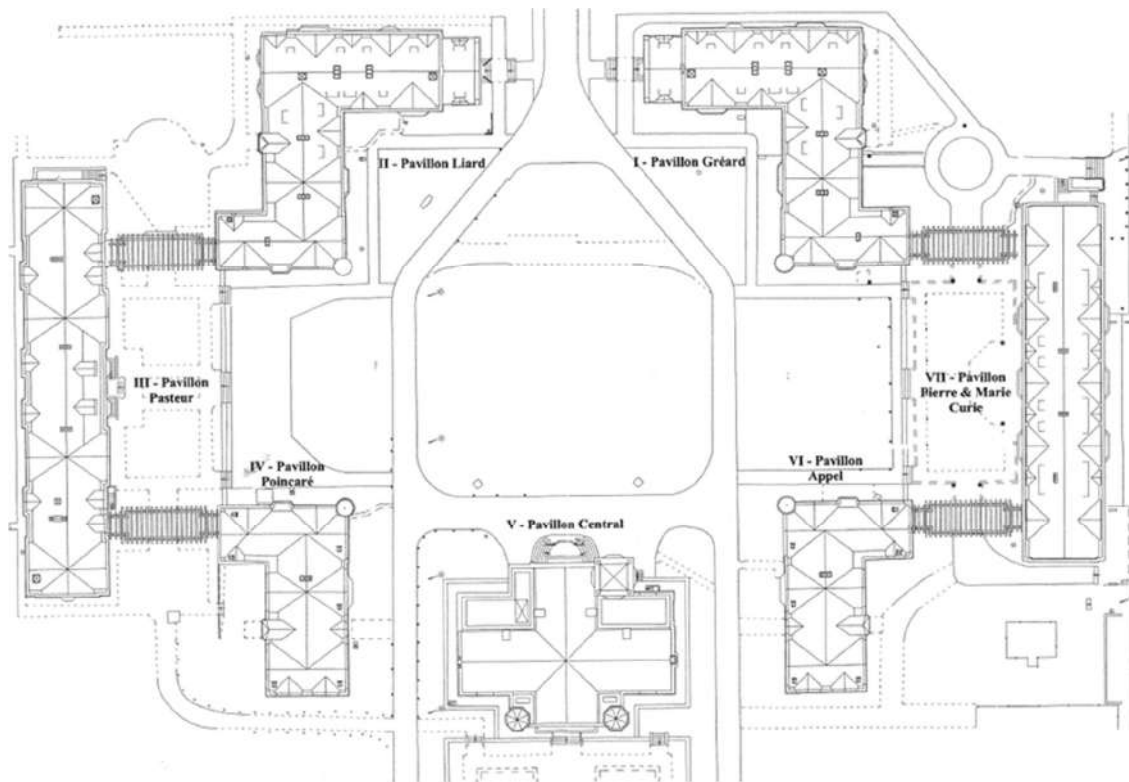 II - Pavillon Liard
I - Pavillon Gréard
III - Pavillon
Pasteur
VII - Pavillon
Pierre & Marie
Curie
IV - Pavillon
Poincaré
VI - Pavillon
Appel
V - Pavillon Central